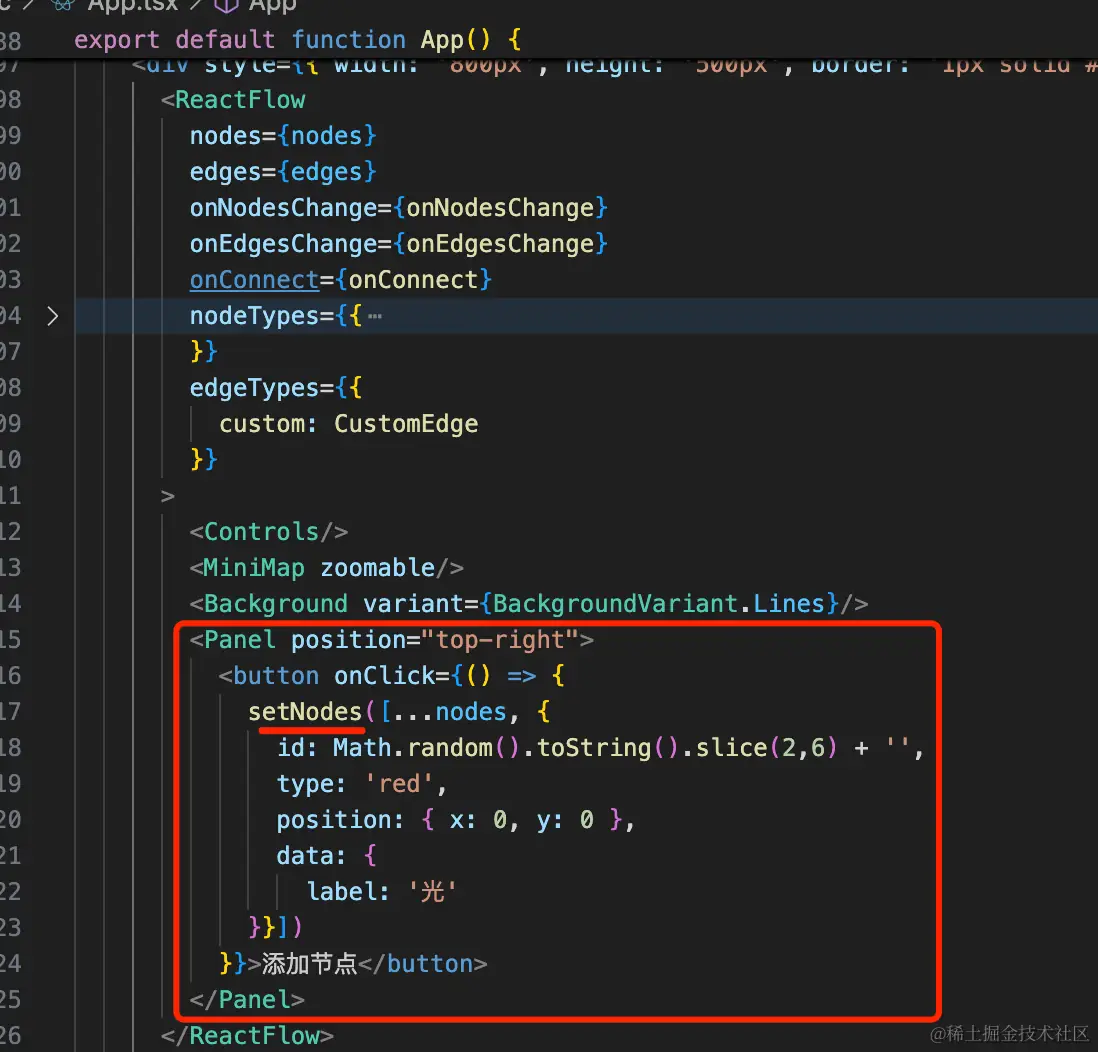 App.tsx > App
38 export default function App() {
<div style={{ width: '800px', height: '500px', border: '1px solid #
98 <ReactFlow
99 nodes={nodes}
00 edges={edges}
01 onNodesChange={onNodesChange}
02 onEdgesChange={onEdgesChange}
03 onConnect={onConnect}
04 > nodeTypes={{ ⋯
07 }}
08 edgeTypes={{
09 custom: CustomEdge
10 }}
11 >
12 <Controls/>
13 <MiniMap zoomable/>
14 <Background variant={BackgroundVariant.Lines}/>
15 <Panel position="top-right">
16 <button onClick={() => {
17 setNodes([...nodes, {
18 id: Math.random().toString().slice(2,6) + '',
19 type: 'red',
20 position: { x: 0, y: 0 },
21 data: {
22 label: '光'
23 }}])
24 }}>添加节点</button>
25 </Panel>
26 </ReactFlow>
@稀土掘金技术社区